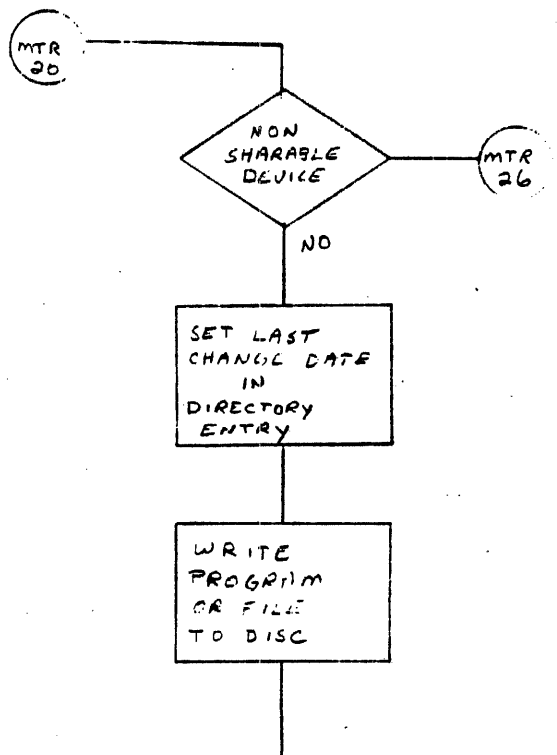 MTR
20
NON
SHARABLE
DEVICE
MTR
26
NO
SET LAST
CHANGE DATE
IN
DIRECTORY
ENTRY
WRITE
PROGRAM
OR FILE
TO DISC